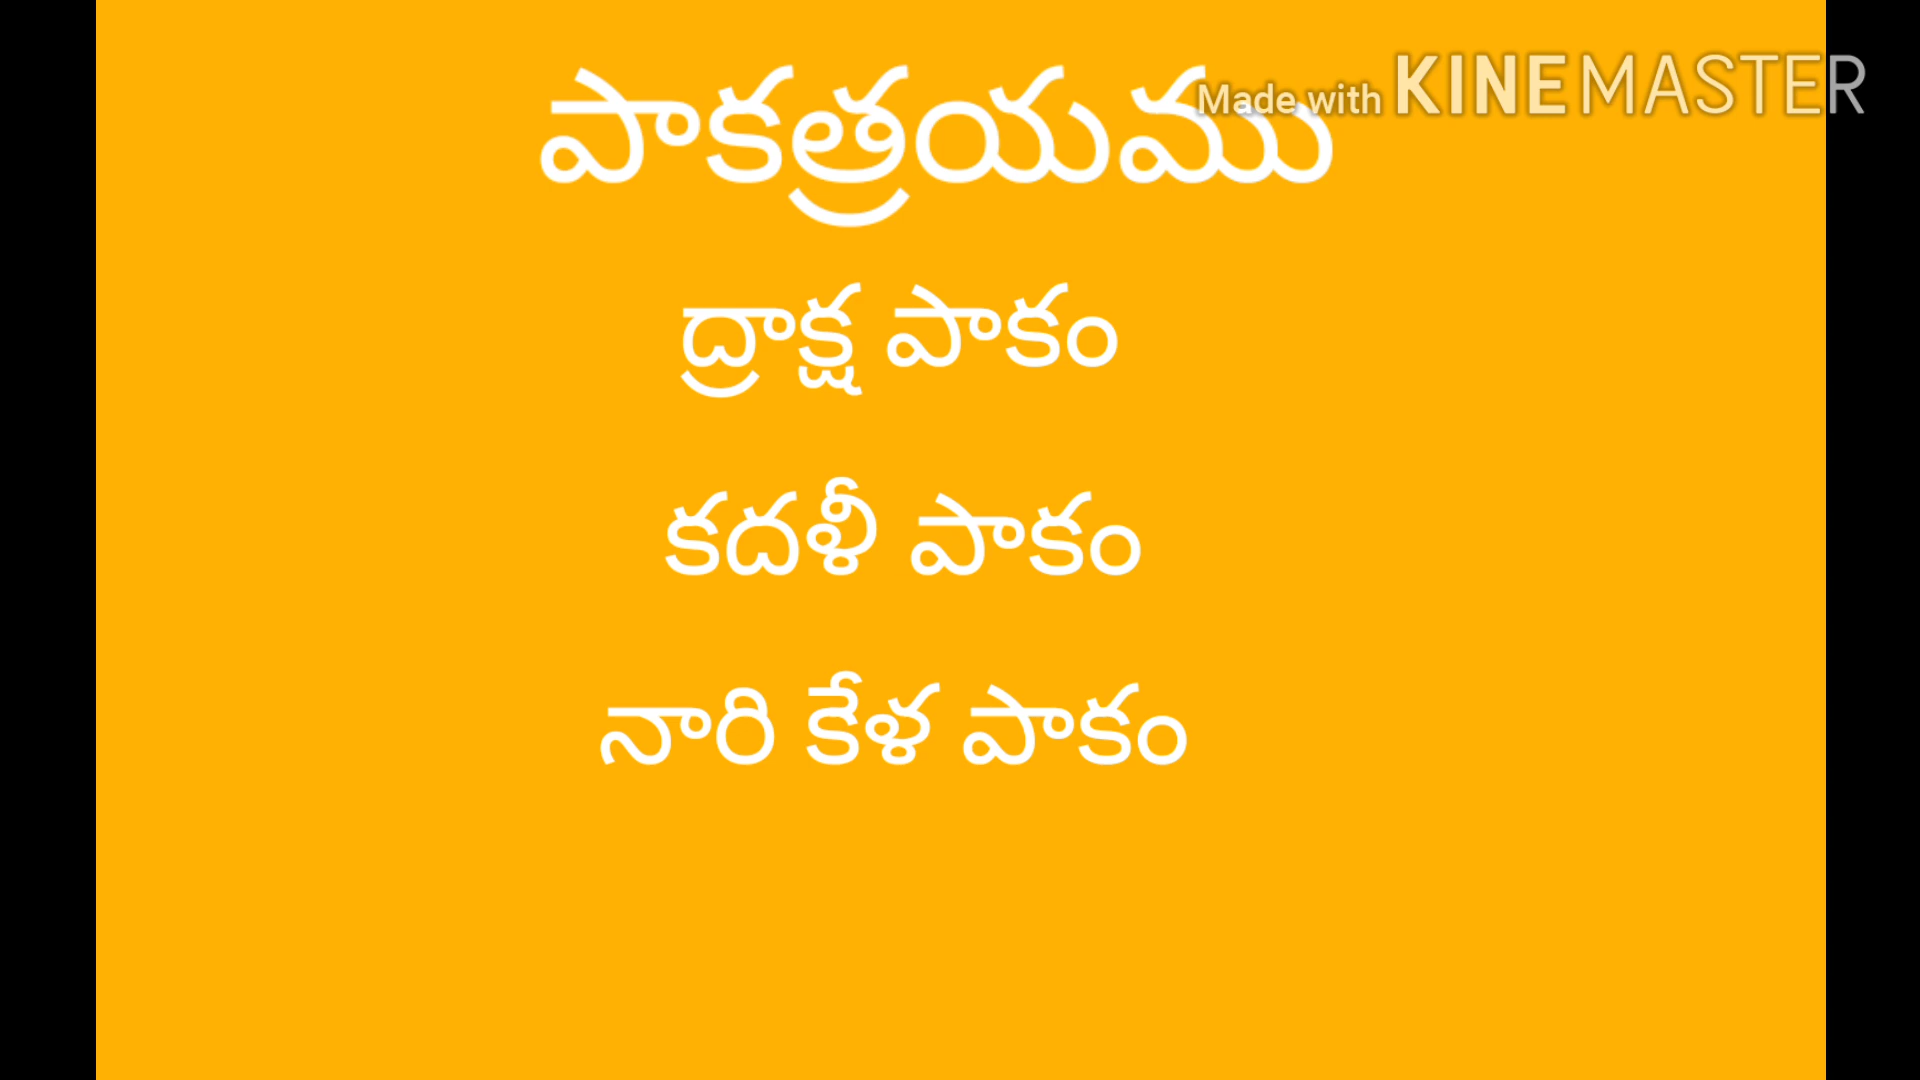 పాకత్రయము
Made with KINEMASTER
ద్రాక్ష పాకం
కదళీ పాకం
నారి కేళ పాకం